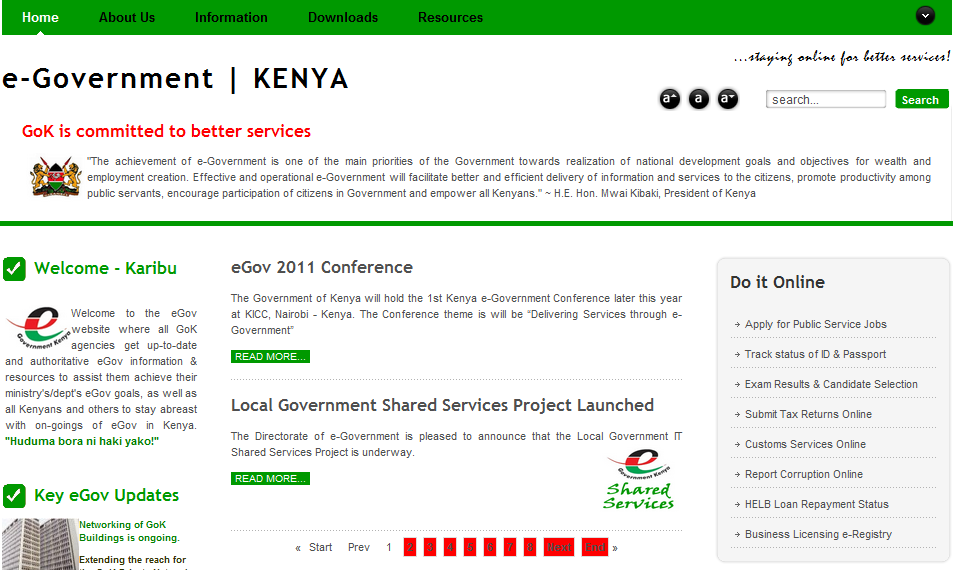 Home About Us Information Downloads Resources
...staying online for better services!
e-Government | KENYA
a a a
search... Search
GoK is committed to better services
"The achievement of e-Government is one of the main priorities of the Government towards realization of national development goals and objectives for wealth and
employment creation. Effective and operational e-Government will facilitate better and efficient delivery of information and services to the citizens, promote productivity among
public servants, encourage participation of citizens in Government and empower all Kenyans." ~ H.E. Hon. Mwai Kibaki, President of Kenya
Welcome - Karibu
e
Government Kenya
Welcome to the eGov
website where all GoK
agencies get up-to-date
and authoritative eGov information &
resources to assist them achieve their
ministry's/dept's eGov goals, as well as
all Kenyans and others to stay abreast
with on-goings of eGov in Kenya.
"Huduma bora ni haki yako!"
Key eGov Updates
Networking of GoK
Buildings is ongoing.
Extending the reach for
eGov 2011 Conference
The Government of Kenya will hold the 1st Kenya e-Government Conference later this year
at KICC, Nairobi - Kenya. The Conference theme is will be “Delivering Services through e-
Government”
READ MORE...
Local Government Shared Services Project Launched
The Directorate of e-Government is pleased to announce that the Local Government IT
Shared Services Project is underway.
e
Government Kenya
Shared
Services
READ MORE...
« Start Prev 1 2 3 4 5 6 7 8 Next End »
Do it Online
Apply for Public Service Jobs
Track status of ID & Passport
Exam Results & Candidate Selection
Submit Tax Returns Online
Customs Services Online
Report Corruption Online
HELB Loan Repayment Status
Business Licensing e-Registry